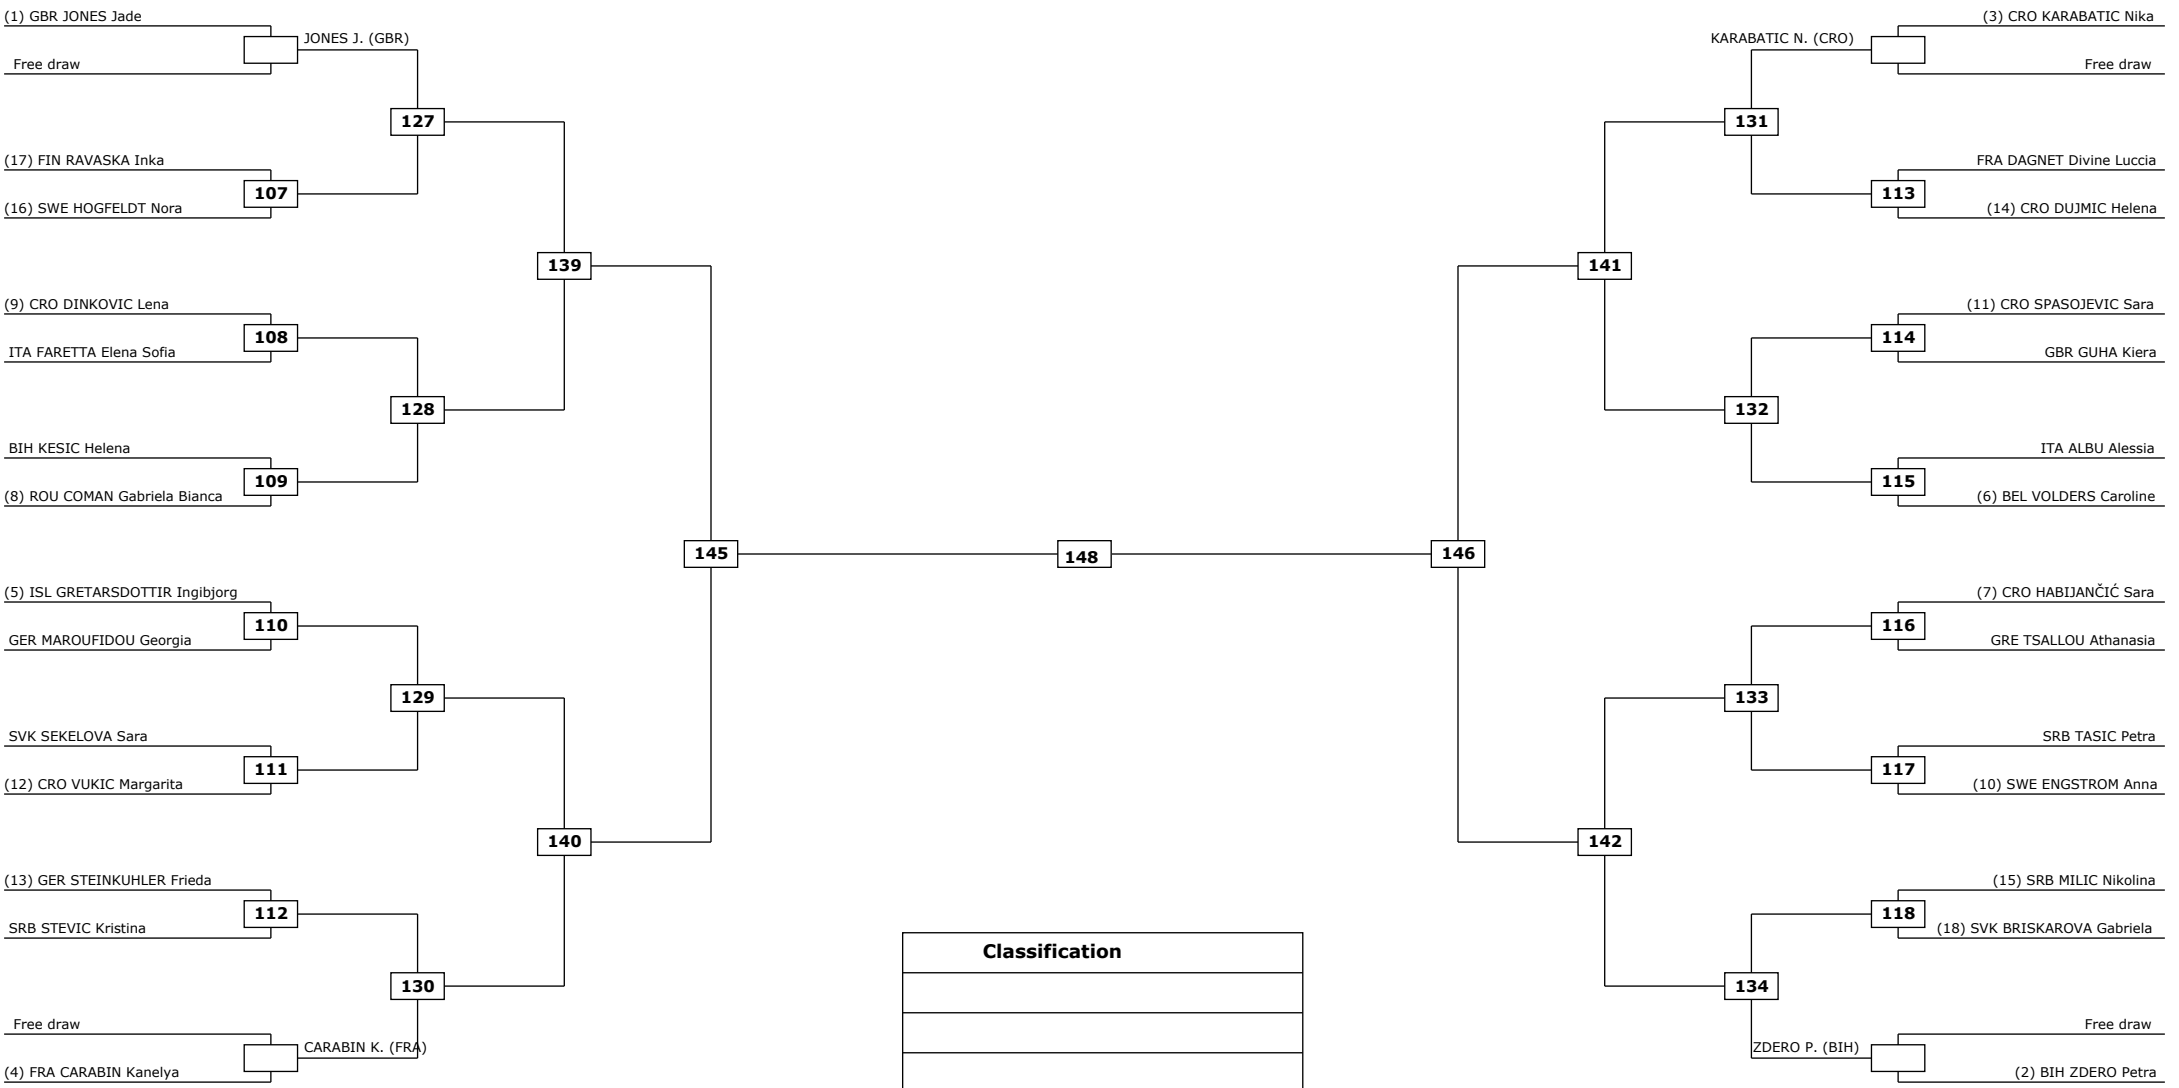 (1) GBR JONES Jade
JONES J. (GBR)
Free draw
127
(17) FIN RAVASKA Inka
107
(16) SWE HOGFELDT Nora
139
(9) CRO DINKOVIC Lena
108
ITA FARETTA Elena Sofia
128
BIH KESIC Helena
109
(8) ROU COMAN Gabriela Bianca
145
(5) ISL GRETARSDOTTIR Ingibjorg
110
GER MAROUFIDOU Georgia
129
SVK SEKELOVA Sara
111
(12) CRO VUKIC Margarita
140
(13) GER STEINKUHLER Frieda
112
SRB STEVIC Kristina
130
Free draw
CARABIN K. (FRA)
(4) FRA CARABIN Kanelya
148
Classification
(3) CRO KARABATIC Nika
KARABATIC N. (CRO)
Free draw
131
FRA DAGNET Divine Luccia
113
(14) CRO DUJMIC Helena
141
(11) CRO SPASOJEVIC Sara
114
GBR GUHA Kiera
132
ITA ALBU Alessia
115
(6) BEL VOLDERS Caroline
146
(7) CRO HABIJANČIĆ Sara
116
GRE TSALLOU Athanasia
133
SRB TASIC Petra
117
(10) SWE ENGSTROM Anna
142
(15) SRB MILIC Nikolina
118
(18) SVK BRISKAROVA Gabriela
134
Free draw
ZDERO P. (BIH)
(2) BIH ZDERO Petra